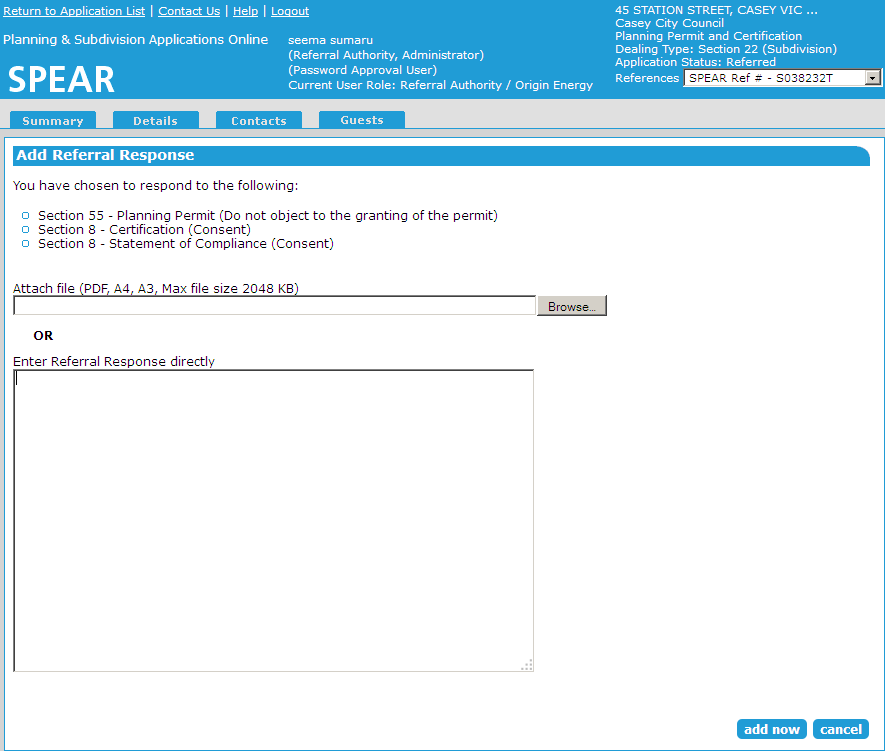 Return to Application List | Contact Us | Help | Logout
Planning & Subdivision Applications Online
SPEAR
seema sumaru
(Referral Authority, Administrator)
(Password Approval User)
Current User Role: Referral Authority / Origin Energy
45 STATION STREET, CASEY VIC ...
Casey City Council
Planning Permit and Certification
Dealing Type: Section 22 (Subdivision)
Application Status: Referred
References SPEAR Ref # - S038232T
Summary Details Contacts Guests
Add Referral Response
You have chosen to respond to the following:
Section 55 - Planning Permit (Do not object to the granting of the permit)
Section 8 - Certification (Consent)
Section 8 - Statement of Compliance (Consent)
Attach file (PDF, A4, A3, Max file size 2048 KB)
Browse...
OR
Enter Referral Response directly
add now cancel